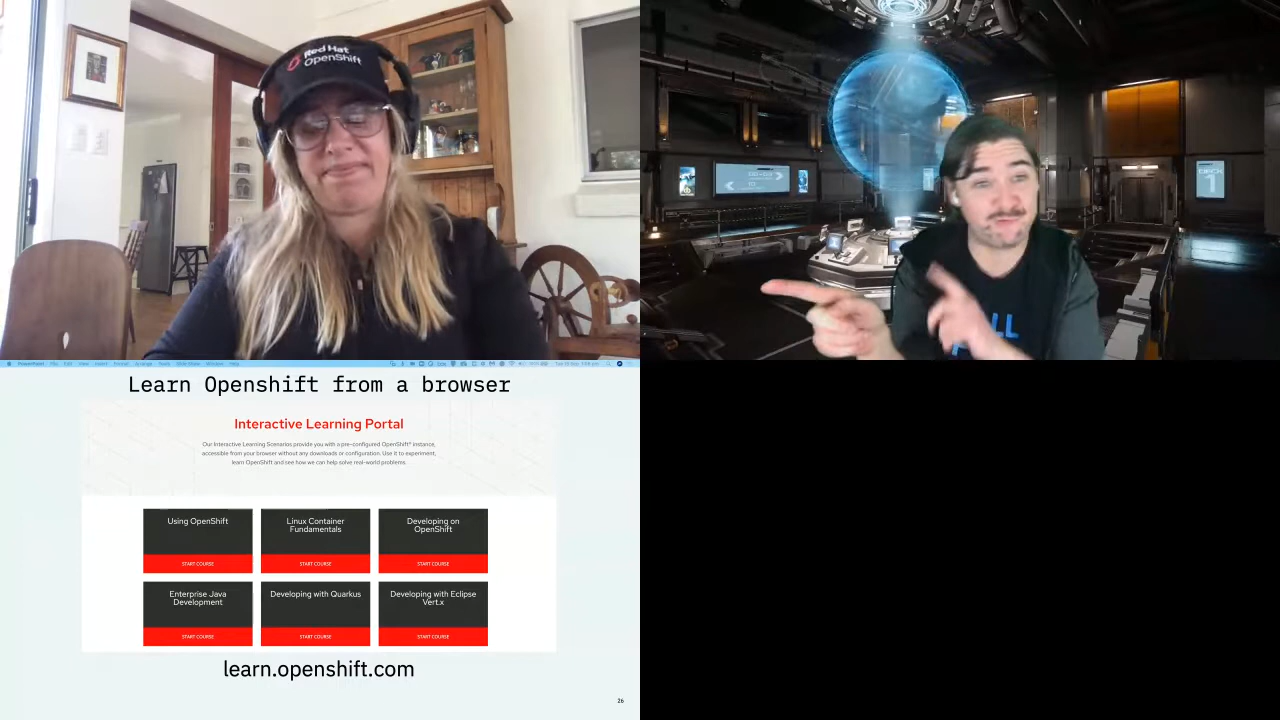 Red Hat
OpenShift
DECK
1
LL
Learn Openshift from a browser
Interactive Learning Portal
Our Interactive Learning Scenarios provide you with a pre-configured OpenShift® instance,
accessible from your browser without any downloads or configuration. Use it to experiment,
learn OpenShift and see how we can help solve real-world problems.
Using OpenShift
START COURSE
Linux Container
Fundamentals
START COURSE
Developing on
OpenShift
START COURSE
Enterprise Java
Development
START COURSE
Developing with Quarkus
START COURSE
Developing with Eclipse
Vert.x
START COURSE
learn.openshift.com
26